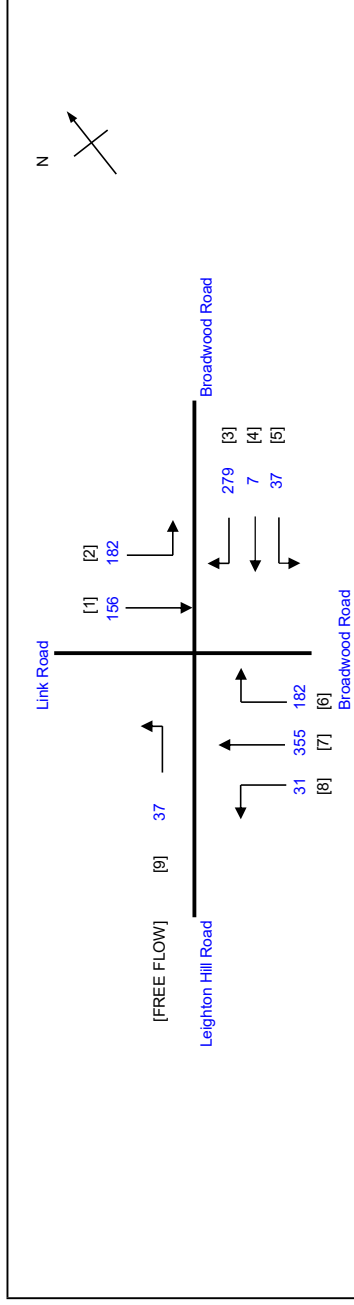 N
Link Road
[1] [2]
156 182
[FREE FLOW] [9] 37
Leighton Hill Road
Broadwood Road
279 [3]
7 [4]
37 [5]
31 355 182
[8] [7] [6]
Broadwood Road